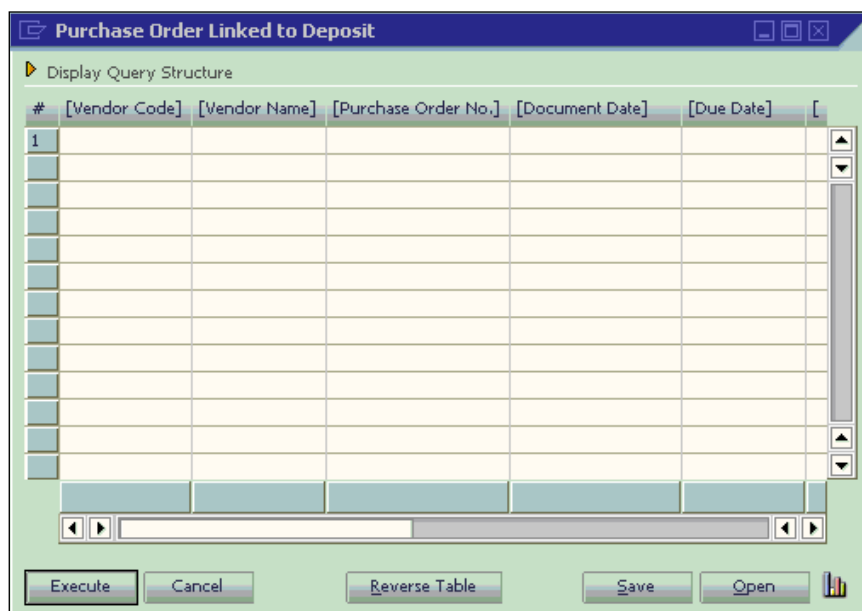 Purchase Order Linked to Deposit
Display Query Structure
# [Vendor Code] [Vendor Name] [Purchase Order No.] [Document Date] [Due Date] [
1
Execute Cancel Reverse Table Save Open